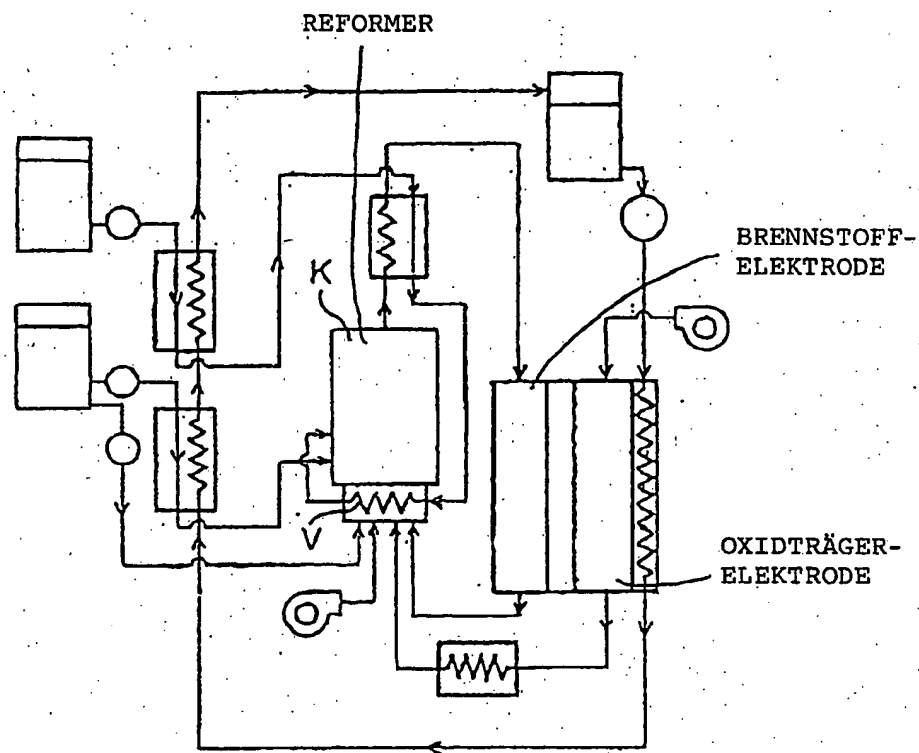 REFORMER
BRENNSTOFF-
ELEKTRODE
K
V
OXIDTRÄGER-
ELEKTRODE